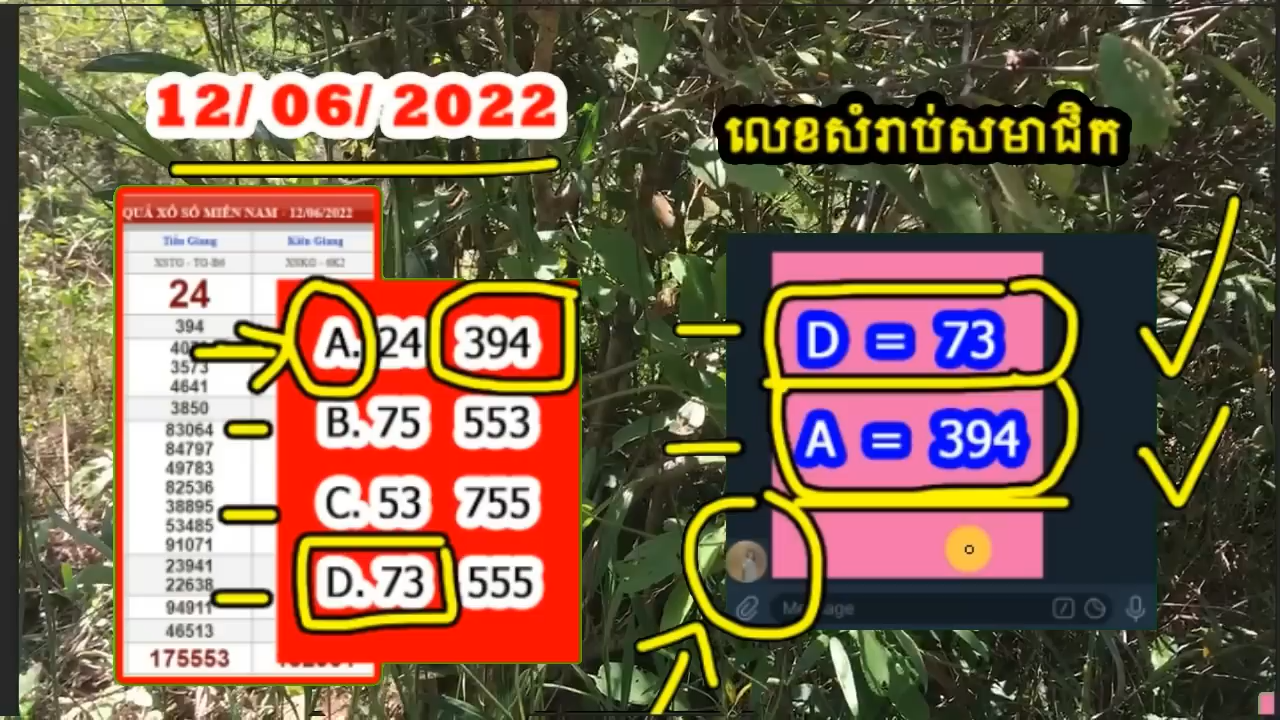 12/ 06/ 2022
លេខសំរាប់សមាជិក
QUẢ XỔ SỐ MIỀN NAM - 12/06/2022
Tiền Giang Kiên Giang
XSTG - TG-B6 XSKG - 6K2
24
394
3573
4641
3850
83064
84797
49783
82536
38895
53485
91071
23941
22638
94911
46513
175553
A. 24 394
B. 75 553
C. 53 755
D. 73 555
D = 73
A = 394
Message